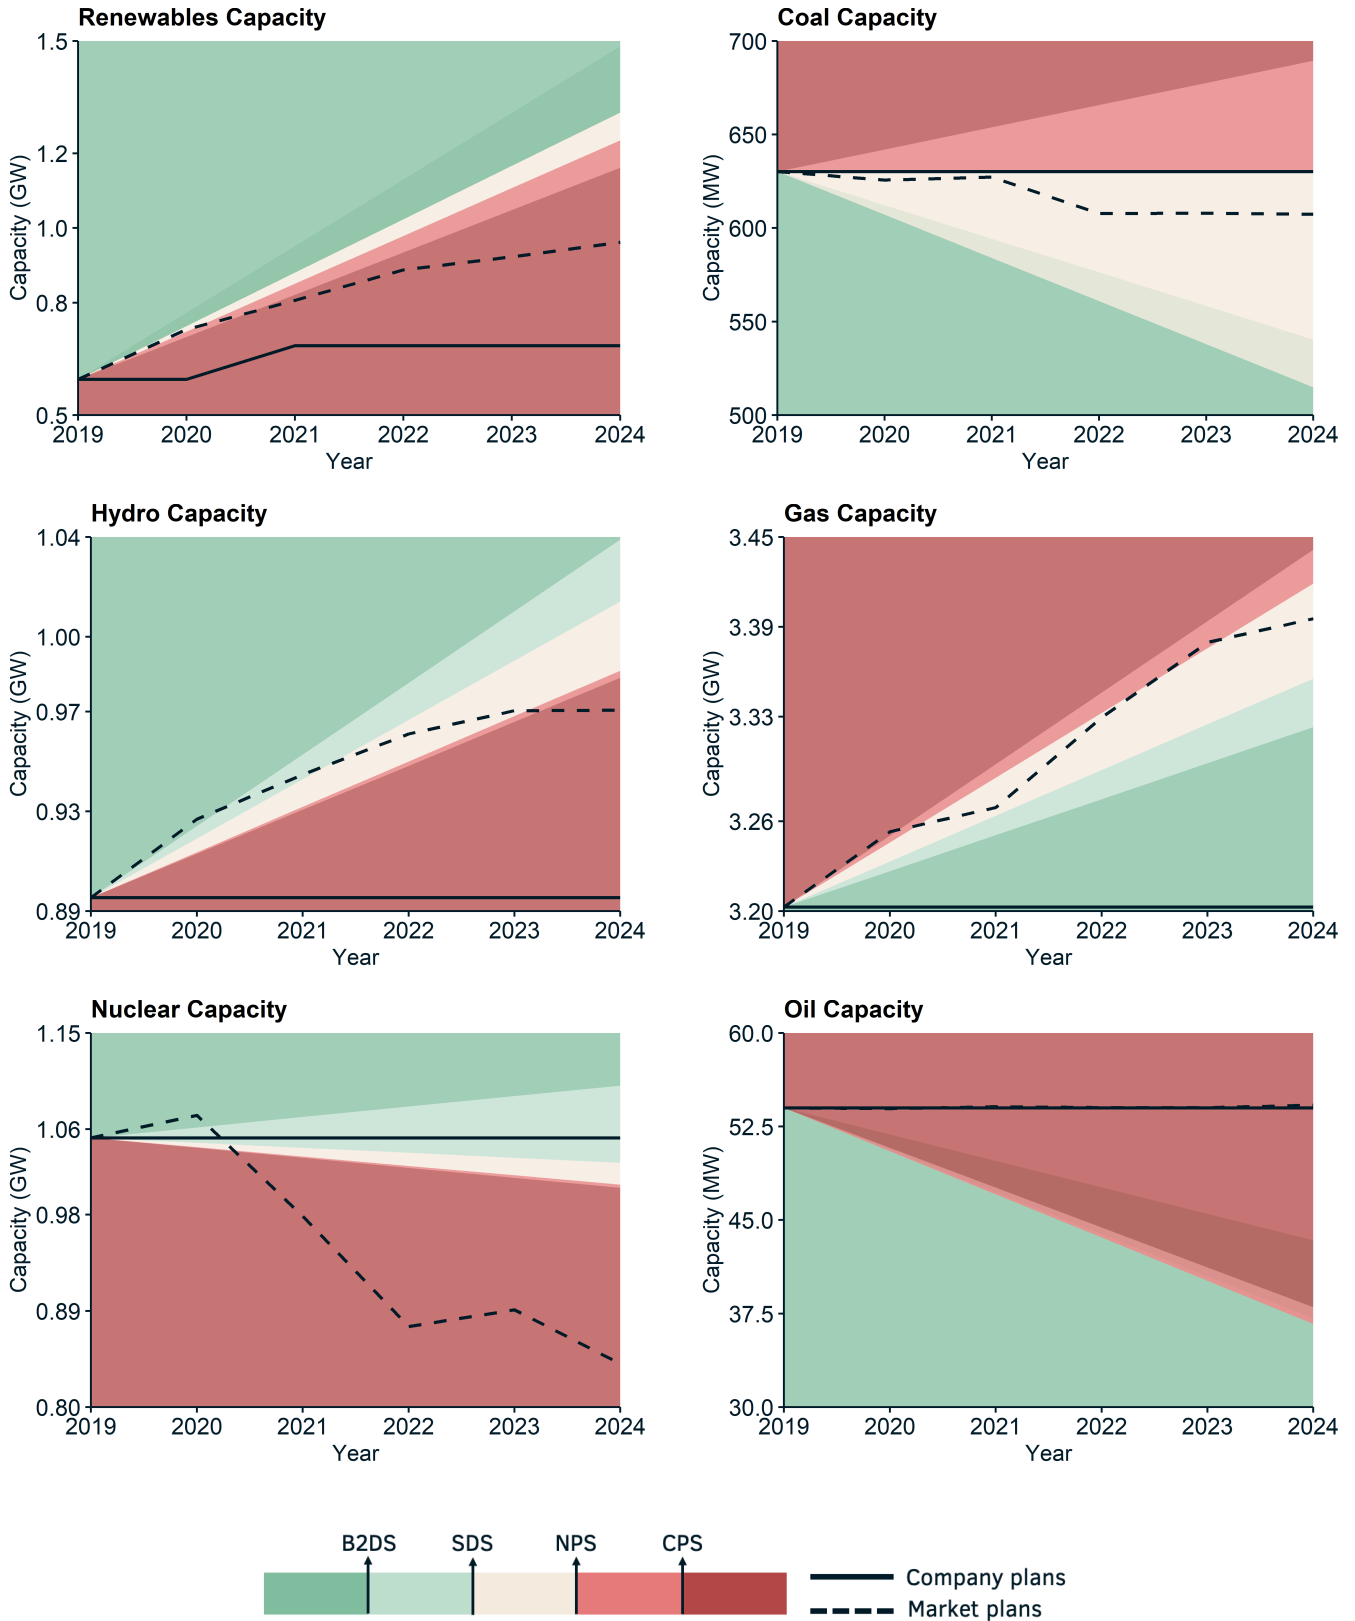 Renewables Capacity
Capacity (GW)
1.5
1.2
1.0
0.8
0.5
2019 2020 2021 2022 2023 2024
Year
Coal Capacity
Capacity (MW)
700
650
600
550
500
2019 2020 2021 2022 2023 2024
Year
Hydro Capacity
Capacity (GW)
1.04
1.00
0.97
0.93
0.89
2019 2020 2021 2022 2023 2024
Year
Gas Capacity
Capacity (GW)
3.45
3.39
3.33
3.26
3.20
2019 2020 2021 2022 2023 2024
Year
Nuclear Capacity
Capacity (GW)
1.15
1.06
0.98
0.89
0.80
2019 2020 2021 2022 2023 2024
Year
Oil Capacity
Capacity (MW)
60.0
52.5
45.0
37.5
30.0
2019 2020 2021 2022 2023 2024
Year
B2DS SDS NPS CPS
Company plans
Market plans